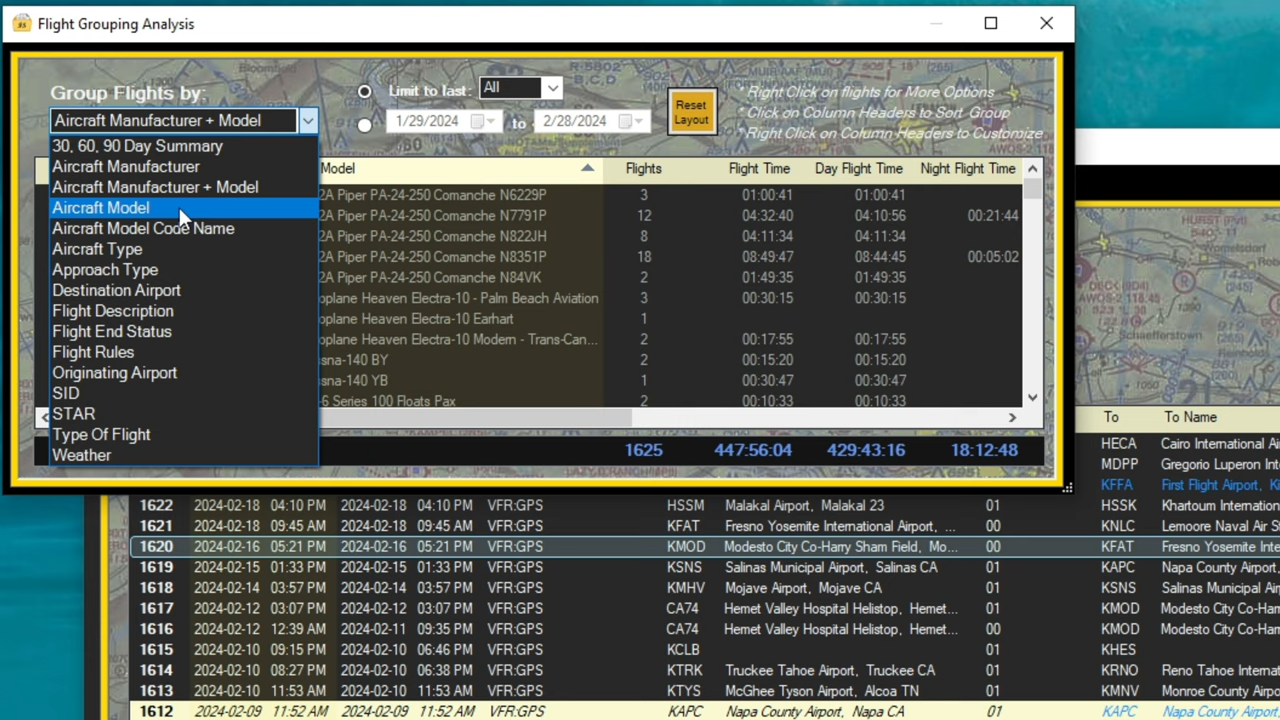 Flight Grouping Analysis
Group Flights by:
Limit to last: All
Aircraft Manufacturer + Model
1/29/2024 to 2/28/2024
Reset Layout
*Right Click on flights for More Options
*Click on Column Headers to Sort Group
*Right Click on Column Headers to Customize
30, 60, 90 Day Summary
Aircraft Manufacturer
Aircraft Manufacturer + Model
Aircraft Model
Aircraft Model Code Name
Aircraft Type
Approach Type
Destination Airport
Flight Description
Flight End Status
Flight Rules
Originating Airport
SID
STAR
Type Of Flight
Weather
Model Flights Flight Time Day Flight Time Night Flight Time
2A Piper PA-24-250 Comanche N6229P 3 01:00:41 01:00:41
2A Piper PA-24-250 Comanche N7791P 12 04:32:40 04:10:56 00:21:44
2A Piper PA-24-250 Comanche N822JH 8 04:11:34 04:11:34
2A Piper PA-24-250 Comanche N8351P 18 08:49:47 08:44:45 00:05:02
2A Piper PA-24-250 Comanche N84VK 2 01:49:35 01:49:35
oplane Heaven Electra-10 - Palm Beach Aviation 3 00:30:15 00:30:15
oplane Heaven Electra-10 Earhart 1
oplane Heaven Electra-10 Modern - Trans-Can... 2 00:17:55 00:17:55
ssna-140 BY 2 00:15:20 00:15:20
ssna-140 YB 1 00:30:47 00:30:47
-6 Series 100 Floats Pax 2 00:10:33 00:10:33
1625 447:56:04 429:43:16 18:12:48
To To Name
HECA Cairo International Ai
MDPP Gregorio Luperon Int
KFFA First Flight Airport, Ki
1622 2024-02-18 04:10 PM 2024-02-18 04:10 PM VFR:GPS HSSM Malakal Airport, Malakal 23 01 HSSK Khartoum Internation
1621 2024-02-18 09:45 AM 2024-02-18 09:45 AM VFR:GPS KFAT Fresno Yosemite International Airport, ... 00 KNLC Lemoore Naval Air S
1620 2024-02-16 05:21 PM 2024-02-16 05:21 PM VFR:GPS KMOD Modesto City Co-Harry Sham Field, Mo... 00 KFAT Fresno Yosemite Inte
1619 2024-02-15 01:33 PM 2024-02-15 01:33 PM VFR:GPS KSNS Salinas Municipal Airport, Salinas CA 01 KAPC Napa County Airport,
1618 2024-02-14 03:57 PM 2024-02-14 03:57 PM VFR:GPS KMHV Mojave Airport, Mojave CA 01 KSNS Salinas Municipal Air
1617 2024-02-12 03:07 PM 2024-02-12 03:07 PM VFR:GPS CA74 Hemet Valley Hospital Helistop, Hemet... 01 KMOD Modesto City Co-Har
1616 2024-02-12 12:39 AM 2024-02-11 09:35 PM VFR:GPS CA74 Hemet Valley Hospital Helistop, Hemet... 00 KMOD Modesto City Co-Har
1615 2024-02-10 09:15 PM 2024-02-10 06:46 PM VFR:GPS KCLB KHES
1614 2024-02-10 08:27 PM 2024-02-10 06:38 PM VFR:GPS KTRK Truckee Tahoe Airport, Truckee CA 01 KRNO Reno Tahoe Internat
1613 2024-02-10 11:53 AM 2024-02-10 11:53 AM VFR:GPS KTYS McGhee Tyson Airport, Alcoa TN 01 KMNV Monroe County Airpor
1612 2024-02-09 11:52 AM 2024-02-09 11:52 AM VFR:GPS KAPC Napa County Airport, Napa CA 01 KAPC Napa County Airport,